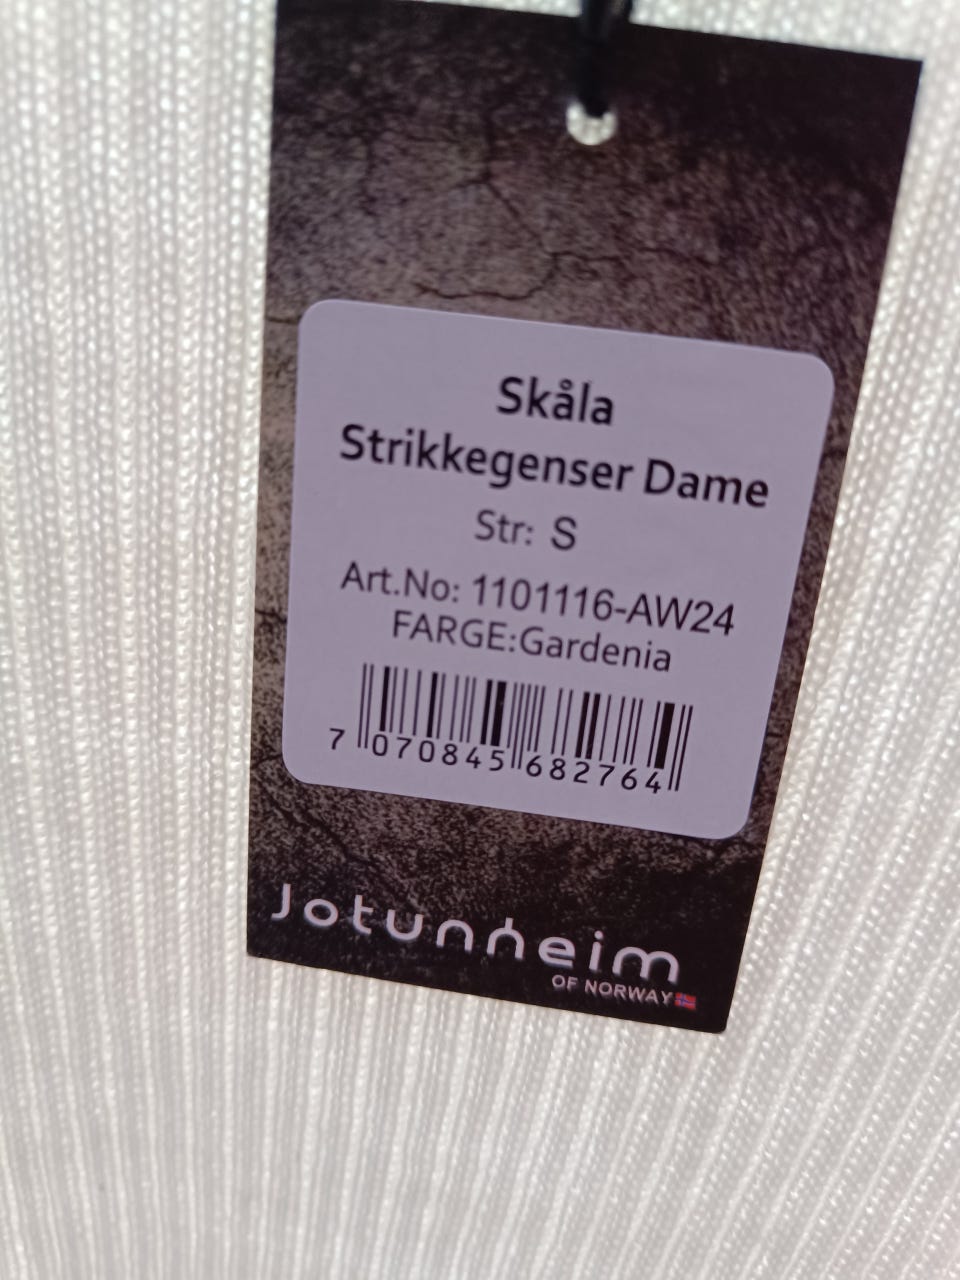 Skåla
Strikkegenser Dame
Str: S
Art.No: 1101116-AW24
FARGE:Gardenia
7 070845 682764
Jotunheim
OF NORWAY